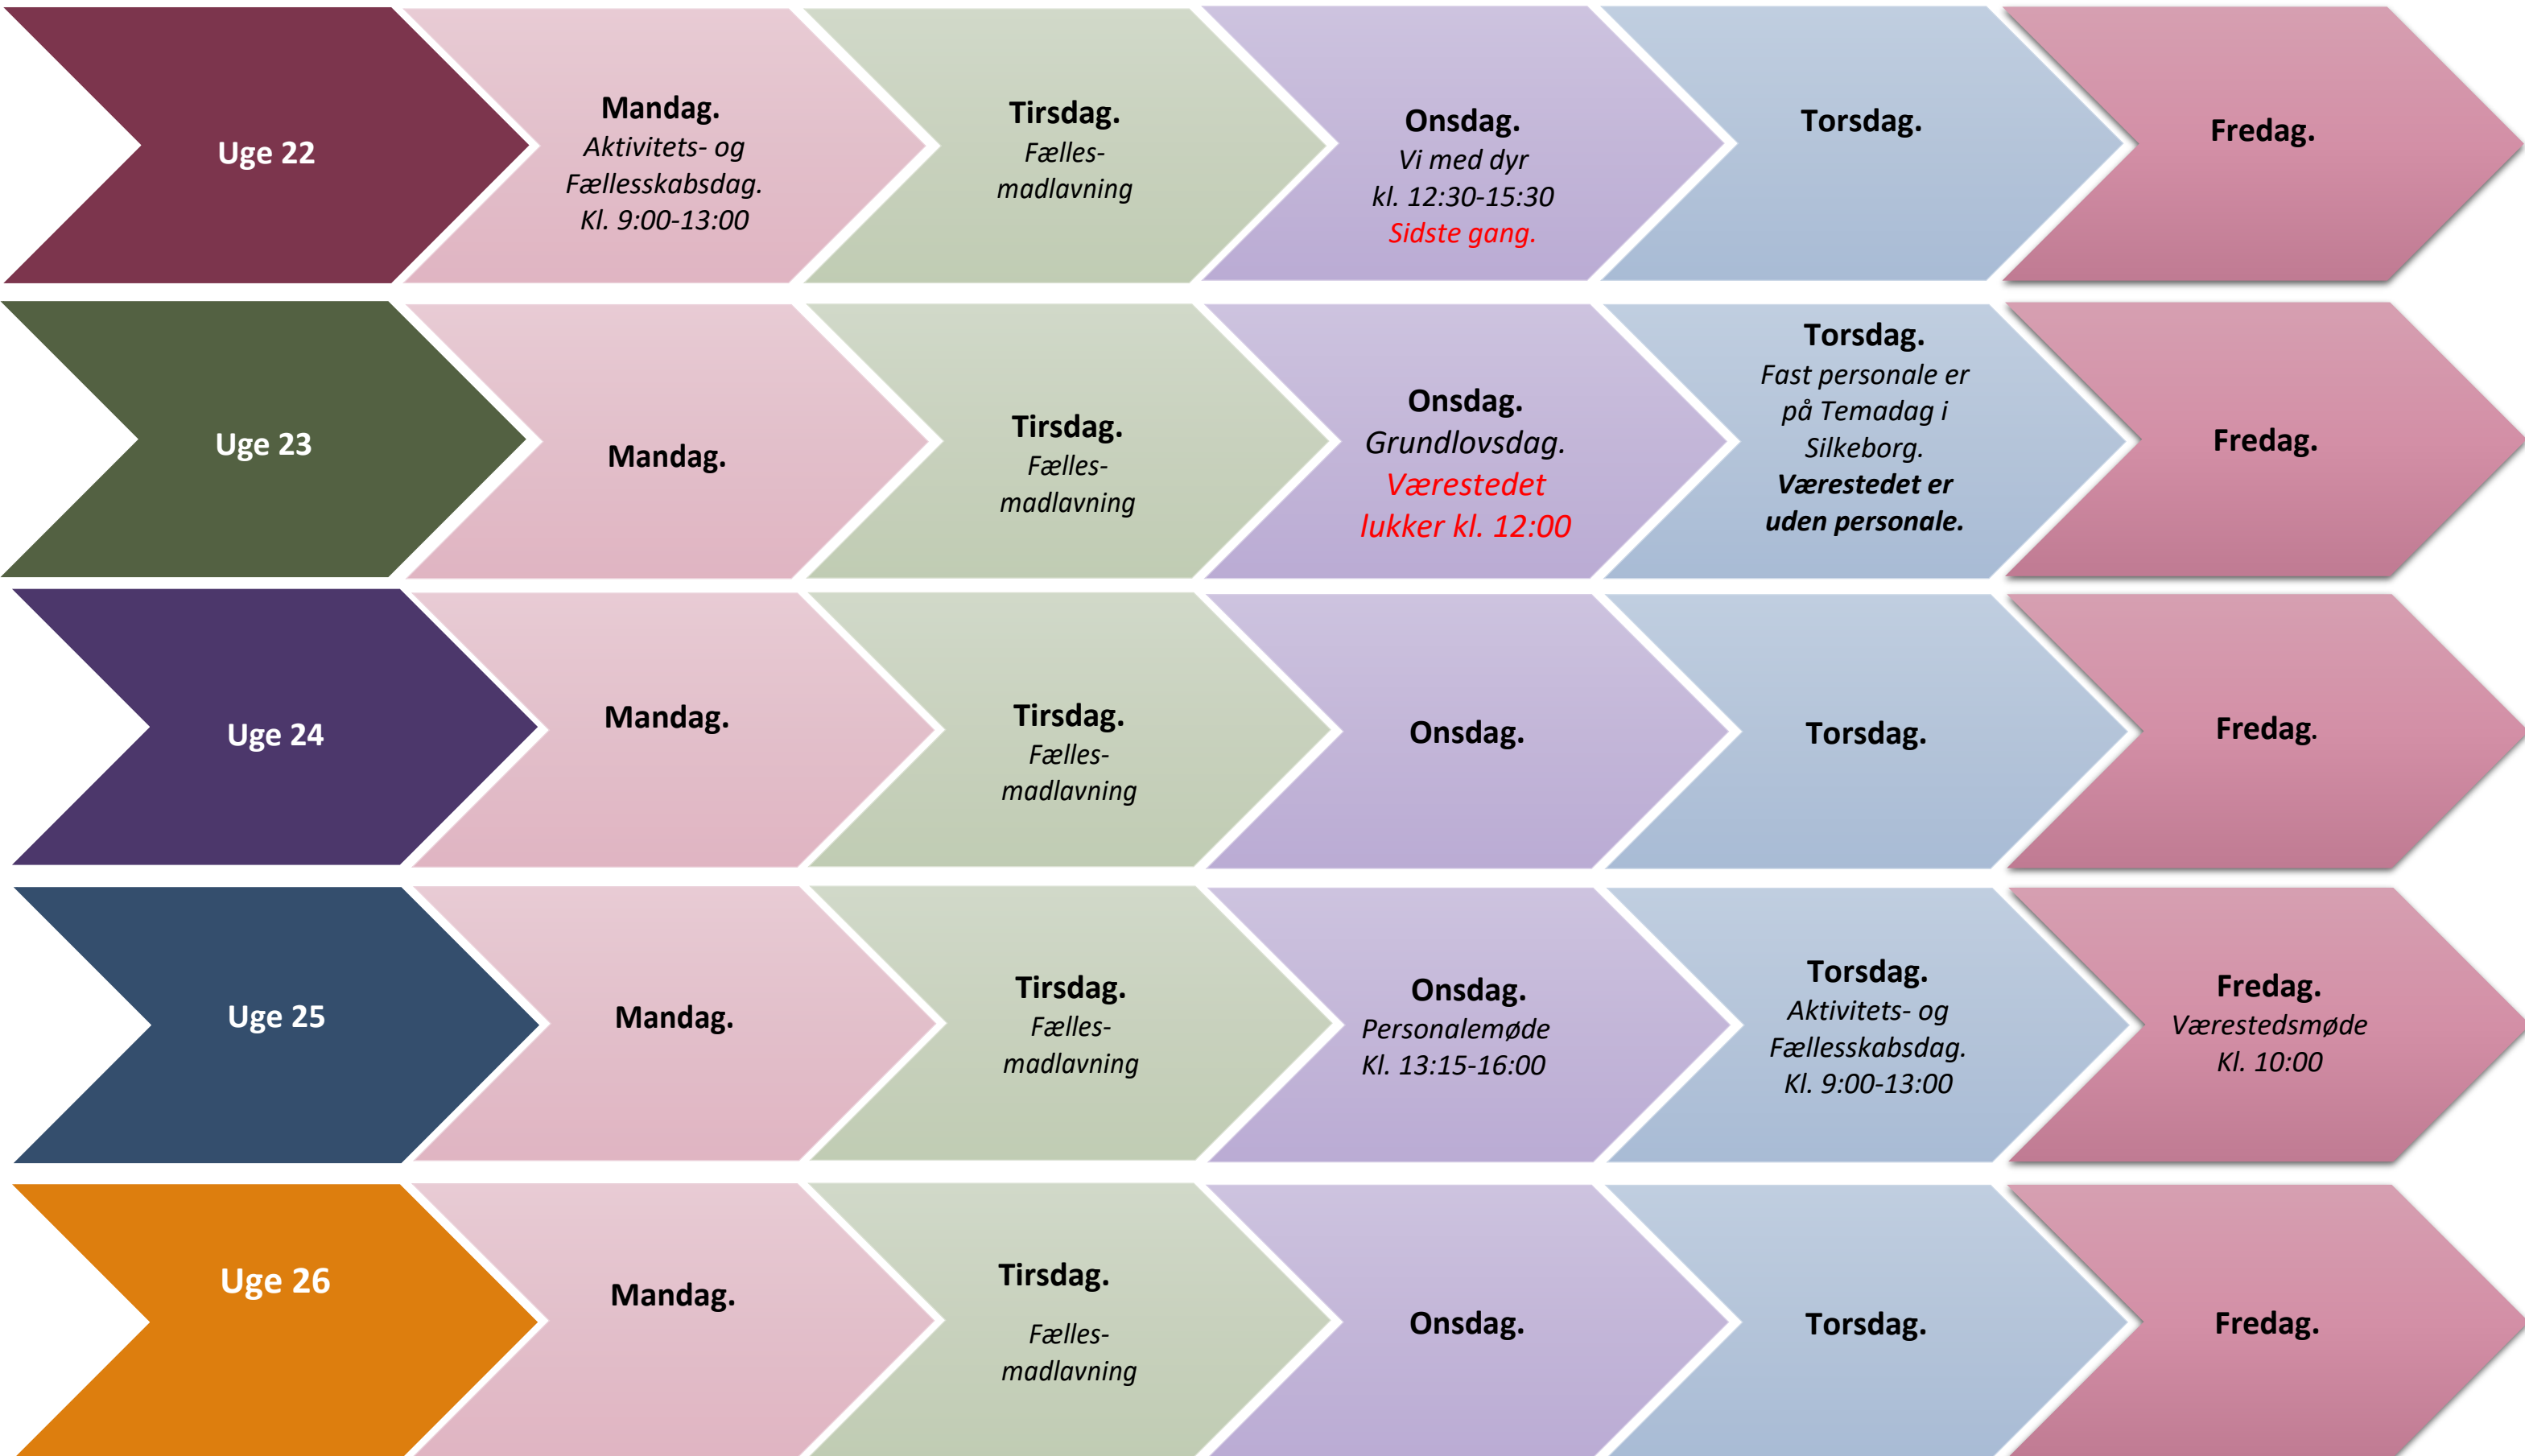 Uge 22
Mandag.
Aktivitets- og
Fællesskabsdag.
Kl. 9:00-13:00
Tirsdag.
Fælles-
madlavning
Onsdag.
Vi med dyr
kl. 12:30-15:30
Sidste gang.
Torsdag.
Fredag.
Uge 23
Mandag.
Tirsdag.
Fælles-
madlavning
Onsdag.
Grundlovsdag.
Værestedet
lukker kl. 12:00
Torsdag.
Fast personale er
på Temadag i
Silkeborg.
Værestedet er
uden personale.
Fredag.
Uge 24
Mandag.
Tirsdag.
Fælles-
madlavning
Onsdag.
Torsdag.
Fredag.
Uge 25
Mandag.
Tirsdag.
Fælles-
madlavning
Onsdag.
Personalemøde
Kl. 13:15-16:00
Torsdag.
Aktivitets- og
Fællesskabsdag.
Kl. 9:00-13:00
Fredag.
Værestedsmøde
Kl. 10:00
Uge 26
Mandag.
Tirsdag.
Fælles-
madlavning
Onsdag.
Torsdag.
Fredag.